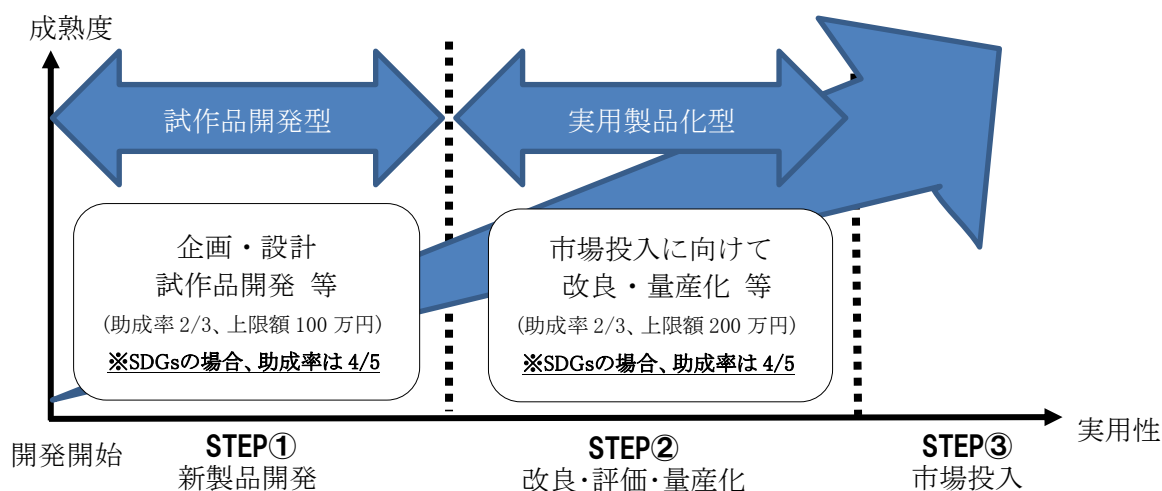 成熟度
試作品開発型
実用製品化型
企画・設計
試作品開発 等
(助成率 2/3、上限額 100 万円)
※SDGsの場合、助成率は 4/5
市場投入に向けて
改良・量産化 等
(助成率 2/3、上限額 200 万円)
※SDGsの場合、助成率は 4/5
実用性
開発開始
STEP①
新製品開発
STEP②
改良・評価・量産化
STEP③
市場投入